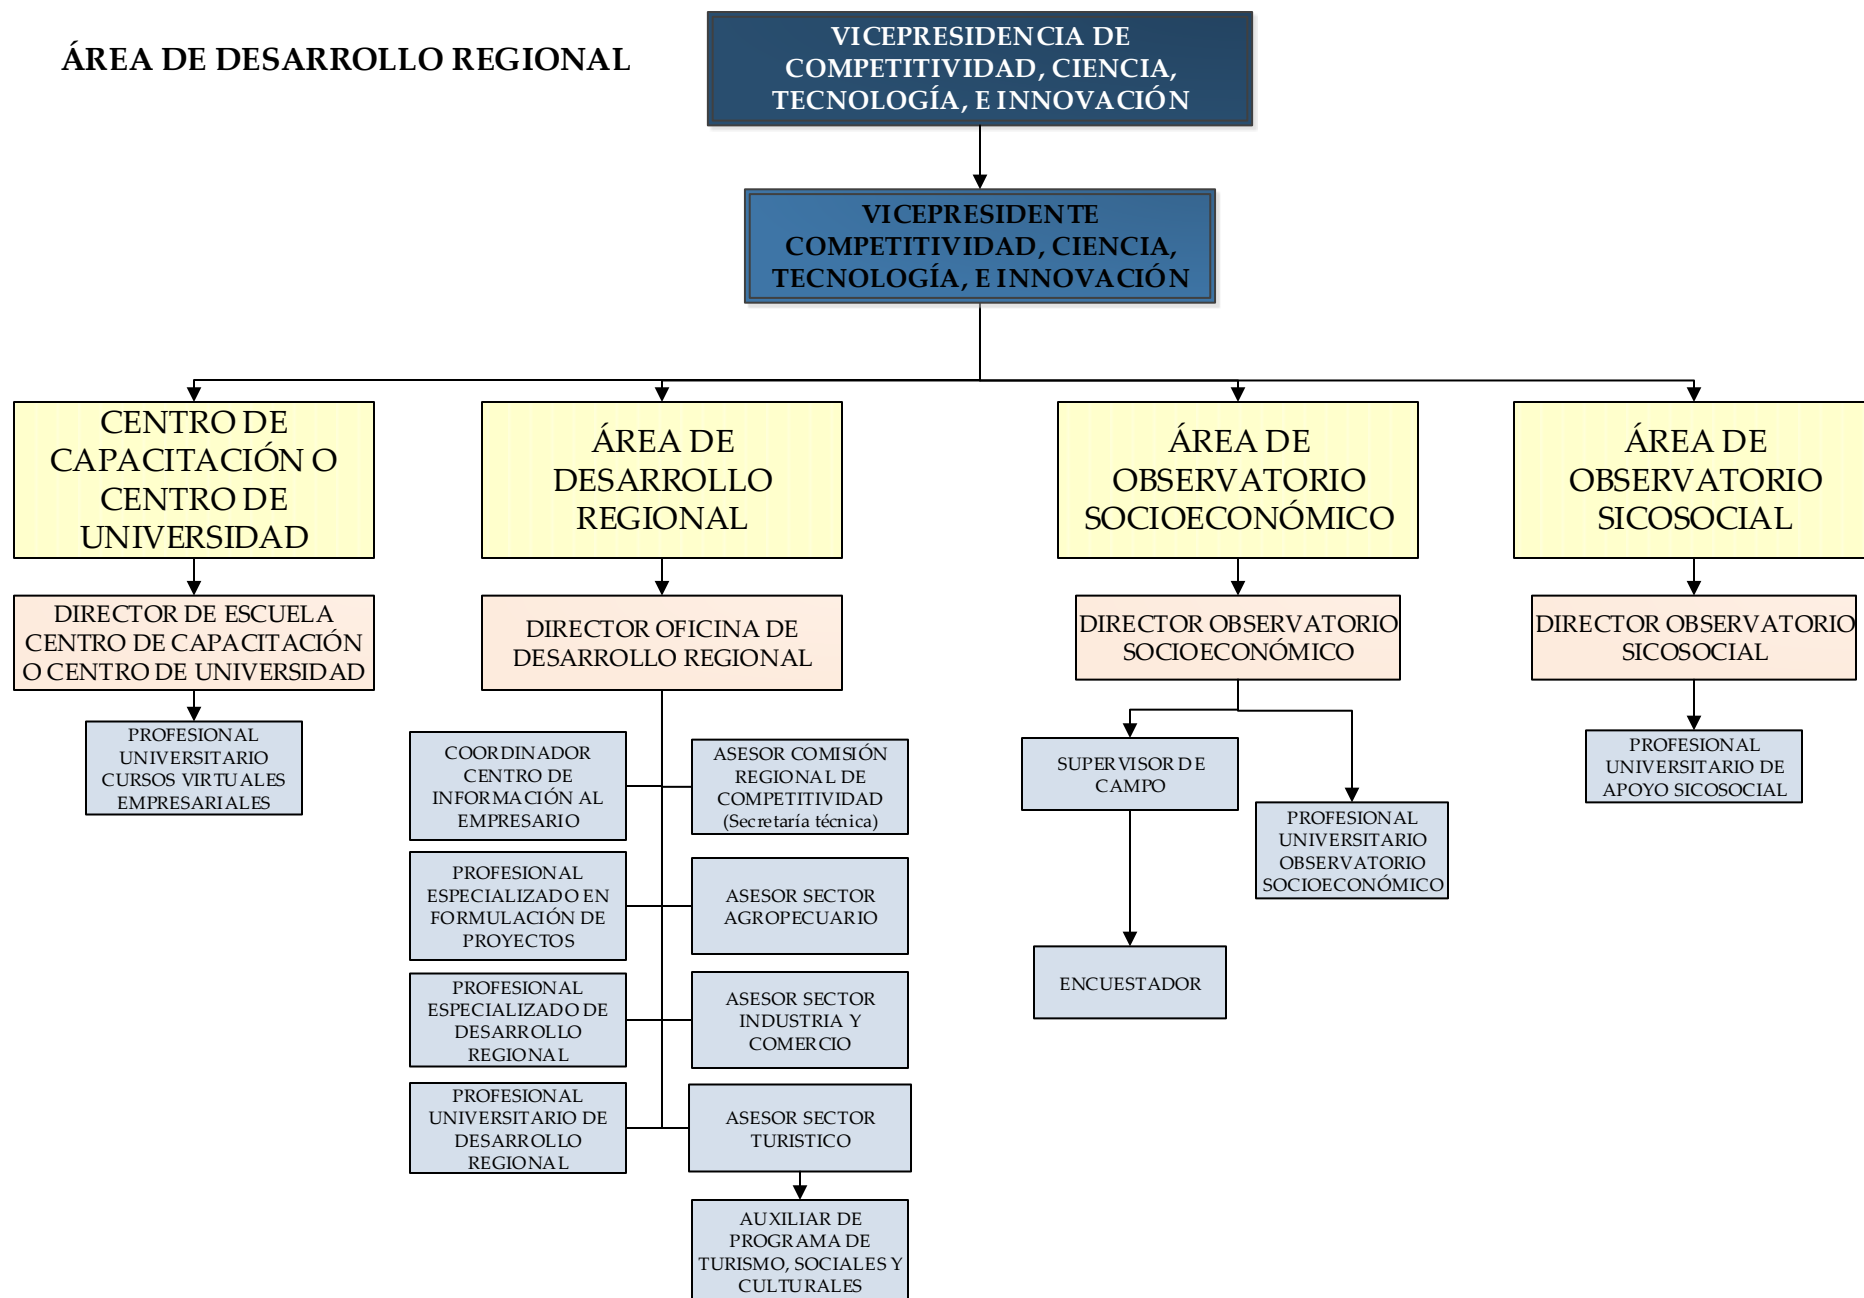 ÁREA DE DESARROLLO REGIONAL
VICEPRESIDENCIA DE
COMPETITIVIDAD, CIENCIA,
TECNOLOGÍA, E INNOVACIÓN
VICEPRESIDENTE
COMPETITIVIDAD, CIENCIA,
TECNOLOGÍA, E INNOVACIÓN
CENTRO DE
CAPACITACIÓN O
CENTRO DE
UNIVERSIDAD
ÁREA DE
DESARROLLO
REGIONAL
ÁREA DE
OBSERVATORIO
SOCIOECONÓMICO
ÁREA DE
OBSERVATORIO
SICOSOCIAL
DIRECTOR DE ESCUELA
CENTRO DE CAPACITACIÓN
O CENTRO DE UNIVERSIDAD
DIRECTOR OFICINA DE
DESARROLLO REGIONAL
DIRECTOR OBSERVATORIO
SOCIOECONÓMICO
DIRECTOR OBSERVATORIO
SICOSOCIAL
PROFESIONAL
UNIVERSITARIO
CURSOS VIRTUALES
EMPRESARIALES
COORDINADOR
CENTRO DE
INFORMACIÓN AL
EMPRESARIO
ASESOR COMISIÓN
REGIONAL DE
COMPETITIVIDAD
(Secretaría técnica)
SUPERVISOR DE
CAMPO
PROFESIONAL
UNIVERSITARIO
OBSERVATORIO
SOCIOECONÓMICO
PROFESIONAL
UNIVERSITARIO DE
APOYO SICOSOCIAL
PROFESIONAL
ESPECIALIZADO EN
FORMULACIÓN DE
PROYECTOS
ASESOR SECTOR
AGROPECUARIO
ENCUESTADOR
PROFESIONAL
ESPECIALIZADO DE
DESARROLLO
REGIONAL
ASESOR SECTOR
INDUSTRIA Y
COMERCIO
PROFESIONAL
UNIVERSITARIO DE
DESARROLLO
REGIONAL
ASESOR SECTOR
TURISTICO
AUXILIAR DE
PROGRAMA DE
TURISMO, SOCIALES Y
CULTURALES